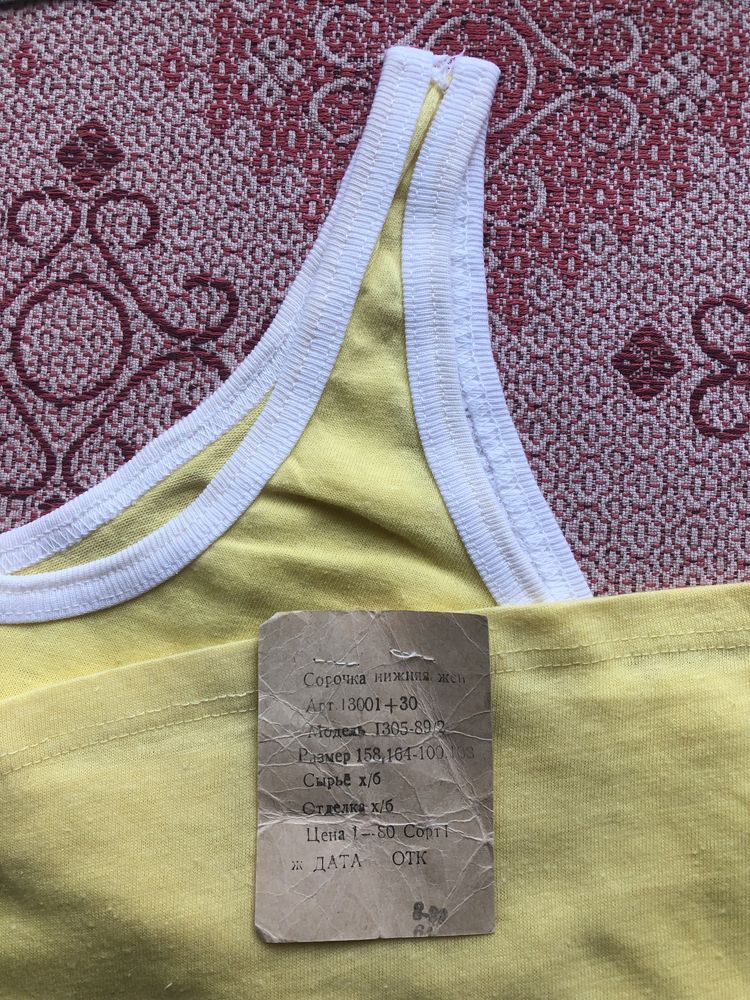 Сорочка нижняя жен
Арт 13001+30
Модель 1305-89/2
Размер 158,164-100.108
Сырьё х/б
Отделка х/б
Цена 1-80 Сорт1
ж ДАТА ОТК